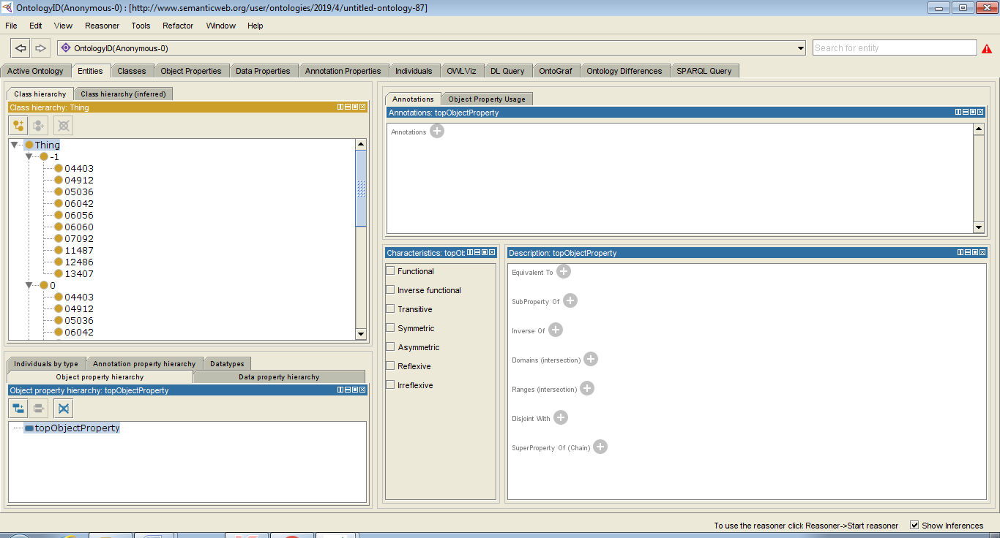 OntologyID(Anonymous-0) : [http://www.semanticweb.org/user/ontologies/2019/4/untitled-ontology-87]
File Edit View Reasoner Tools Refactor Window Help
OntologyID(Anonymous-0)
Search for entity
Active Ontology Entities Classes Object Properties Data Properties Annotation Properties Individuals OWLViz DL Query OntoGraf Ontology Differences SPARQL Query
Class hierarchy Class hierarchy (inferred)
Class hierarchy: Thing
Thing
-1
04403
04912
05036
06042
06056
06060
07092
11487
12486
13407
0
04403
04912
05036
06042
Individuals by type Annotation property hierarchy Datatypes
Object property hierarchy Data property hierarchy
Object property hierarchy: topObjectProperty
topObjectProperty
Annotations Object Property Usage
Annotations: topObjectProperty
Annotations
Characteristics: topOb
Functional
Inverse functional
Transitive
Symmetric
Asymmetric
Reflexive
Irreflexive
Description: topObjectProperty
Equivalent To
SubProperty Of
Inverse Of
Domains (intersection)
Ranges (intersection)
Disjoint With
SuperProperty Of (Chain)
To use the reasoner click Reasoner->Start reasoner Show Inferences